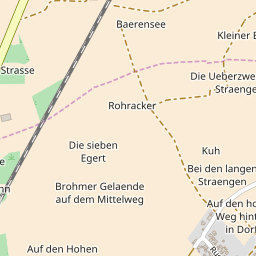 Baerensee
Kleiner
Strasse
Die Ueberzwe
Straenge
Rohracker
Die sieben
Egert
Kuh
Bei den langen
Straengen
Brohmer Gelaende
auf dem Mittelweg
Auf den ho
Weg hint
in Dorf
Auf den Hohen